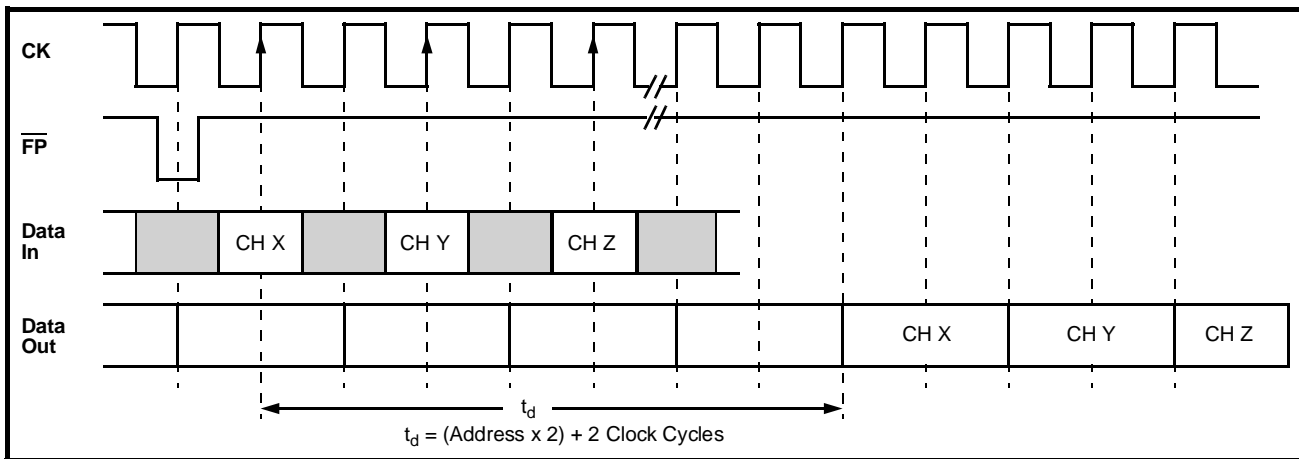 CK
FP
Data
In
CH X
CH Y
CH Z
Data
Out
CH X
CH Y
CH Z
td
td = (Address x 2) + 2 Clock Cycles